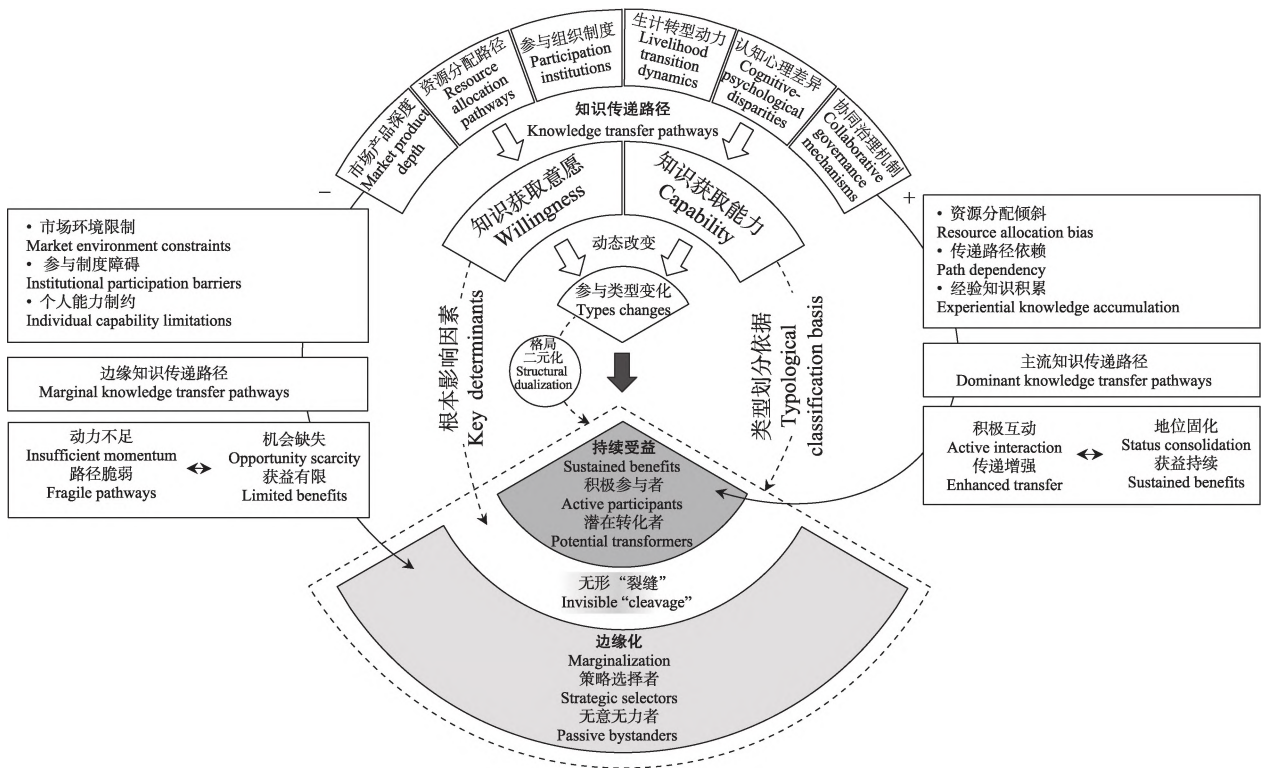 市场产品深度
Market product
depth
资源分配路径
Resource
allocation
pathways
参与组织制度
Participation
institutions
生计转型动力
Livelihood
transition
dynamics
认知心理差异
Cognitive-
psychological
disparities
协同治理机制
Collaborative
governance
mechanisms
知识传递路径
Knowledge transfer pathways
知识获取意愿
Willingness
知识获取能力
Capability
动态改变
参与类型变化
Types changes
格局
二元化
Structural
dualization
根本影响因素
Key determinants
类型划分依据
Typological
classification basis
−
• 市场环境限制
Market environment constraints
• 参与制度障碍
Institutional participation barriers
• 个人能力制约
Individual capability limitations
边缘知识传递路径
Marginal knowledge transfer pathways
动力不足
Insufficient momentum
路径脆弱
Fragile pathways
机会缺失
Opportunity scarcity
获益有限
Limited benefits
+
• 资源分配倾斜
Resource allocation bias
• 传递路径依赖
Path dependency
• 经验知识积累
Experiential knowledge accumulation
主流知识传递路径
Dominant knowledge transfer pathways
积极互动
Active interaction
传递增强
Enhanced transfer
地位固化
Status consolidation
获益持续
Sustained benefits
持续受益
Sustained benefits
积极参与者
Active participants
潜在转化者
Potential transformers
无形“裂缝”
Invisible “cleavage”
边缘化
Marginalization
策略选择者
Strategic selectors
无意无力者
Passive bystanders